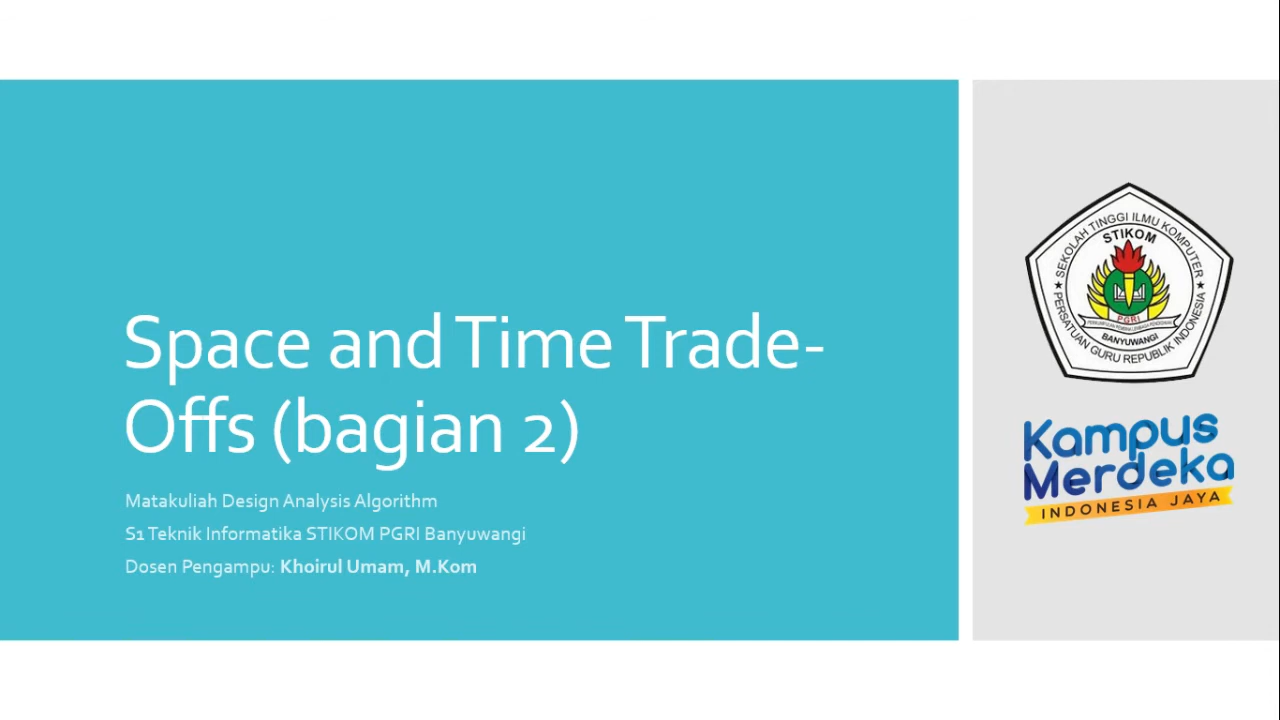 Space and Time Trade-
Offs (bagian 2)
Matakuliah Design Analysis Algorithm
S1 Teknik Informatika STIKOM PGRI Banyuwangi
Dosen Pengampu: Khoirul Umam, M.Kom
SEKOLAH TINGGI ILMU KOMPUTER
STIKOM
PGRI
BANYUWANGI
PERSATUAN GURU REPUBLIK INDONESIA
Kampus
Merdeka
INDONESIA JAYA